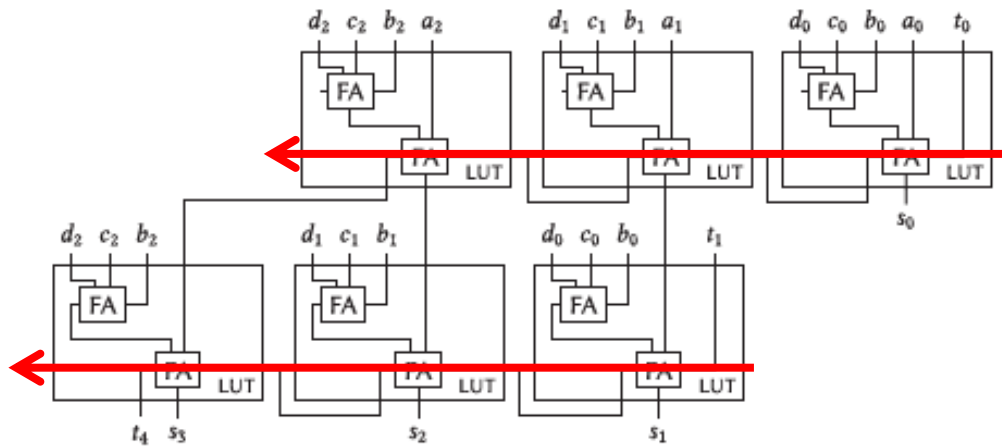 d₂ c₂ b₂ a₂ d₁ c₁ b₁ a₁ d₀ c₀ b₀ a₀ t₀
FA FA FA
FA LUT FA LUT FA LUT
s₀
d₂ c₂ b₂ d₁ c₁ b₁ d₀ c₀ b₀ t₁
FA FA FA
FA LUT FA LUT FA LUT
t₄ s₃ s₂ s₁